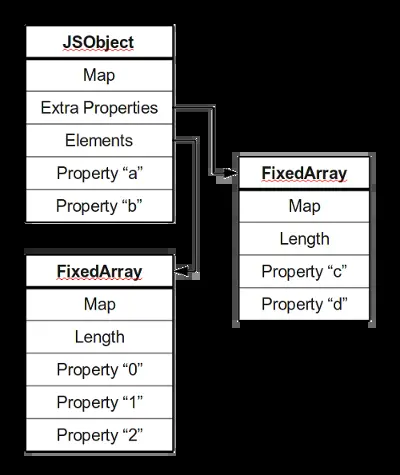 JSObject
Map
Extra Properties
Elements
Property “a”
Property “b”
FixedArray
Map
Length
Property “c”
Property “d”
FixedArray
Map
Length
Property “0”
Property “1”
Property “2”